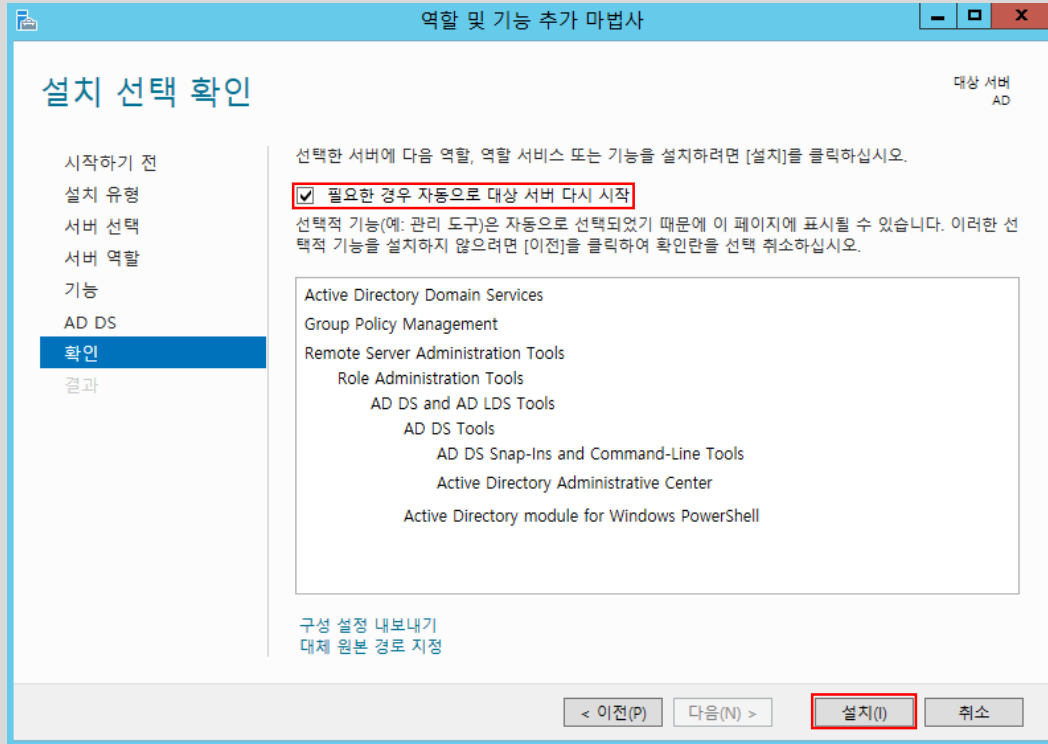 역할 및 기능 추가 마법사
설치 선택 확인
대상 서버
AD
시작하기 전
설치 유형
서버 선택
서버 역할
기능
AD DS
확인
결과
선택한 서버에 다음 역할, 역할 서비스 또는 기능을 설치하려면 [설치]를 클릭하십시오.
필요한 경우 자동으로 대상 서버 다시 시작
선택적 기능(예: 관리 도구)은 자동으로 선택되었기 때문에 이 페이지에 표시될 수 있습니다. 이러한 선
택적 기능을 설치하지 않으려면 [이전]을 클릭하여 확인란을 선택 취소하십시오.
Active Directory Domain Services
Group Policy Management
Remote Server Administration Tools
Role Administration Tools
AD DS and AD LDS Tools
AD DS Tools
AD DS Snap-Ins and Command-Line Tools
Active Directory Administrative Center
Active Directory module for Windows PowerShell
구성 설정 내보내기
대체 원본 경로 지정
< 이전(P)
다음(N) >
설치(I)
취소